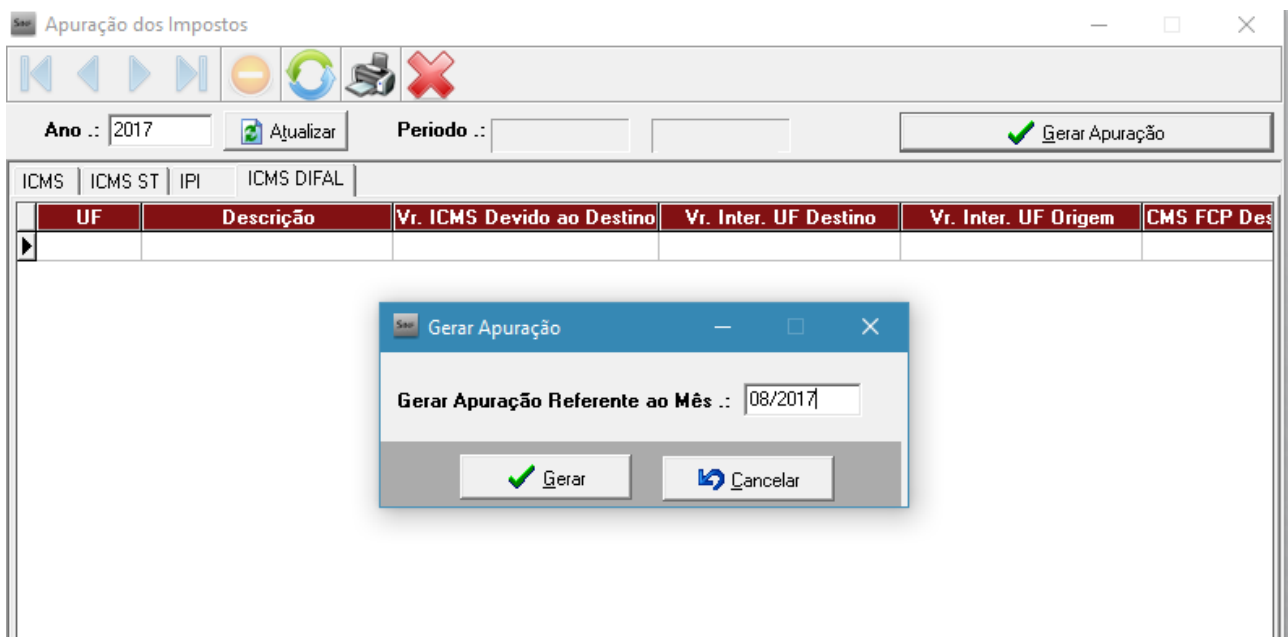 Apuração dos Impostos
Ano .: 2017 Atualizar Periodo .: Gerar Apuração
ICMS ICMS ST IPI ICMS DIFAL
UF Descrição Vr. ICMS Devido ao Destino Vr. Inter. UF Destino Vr. Inter. UF Origem CMS FCP Des
Gerar Apuração
Gerar Apuração Referente ao Mês .: 08/2017
Gerar Cancelar